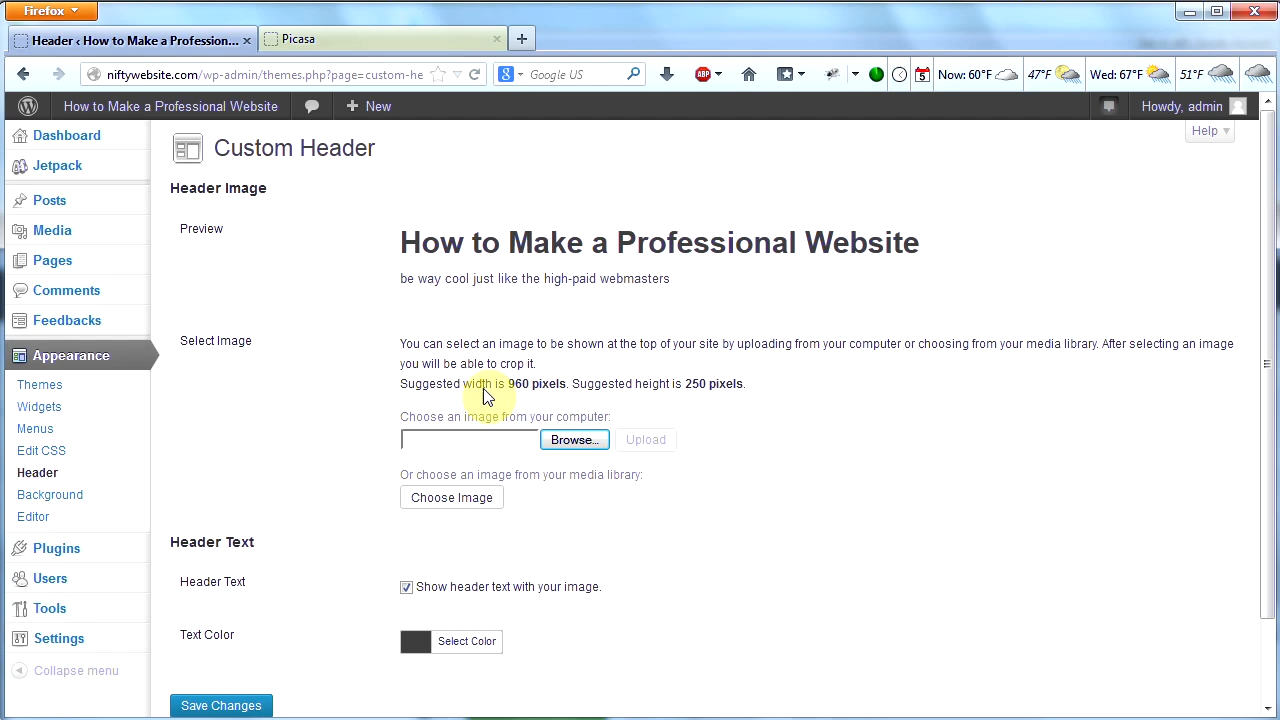 Firefox
Header ‹ How to Make a Profession... ×
Picasa ×
niftywebsite.com/wp-admin/themes.php?page=custom-he
Google US
ABP
5
Now: 60°F
47°F
Wed: 67°F
51°F
How to Make a Professional Website
New
Howdy, admin
Dashboard
Jetpack
Posts
Media
Pages
Comments
Feedbacks
Appearance
Themes
Widgets
Menus
Edit CSS
Header
Background
Editor
Plugins
Users
Tools
Settings
Collapse menu
Help
Custom Header
Header Image
Preview
How to Make a Professional Website
be way cool just like the high-paid webmasters
Select Image
You can select an image to be shown at the top of your site by uploading from your computer or choosing from your media library. After selecting an image
you will be able to crop it.
Suggested width is 960 pixels. Suggested height is 250 pixels.
Choose an image from your computer:
Browse...
Upload
Or choose an image from your media library:
Choose Image
Header Text
Header Text
Show header text with your image.
Text Color
Select Color
Save Changes